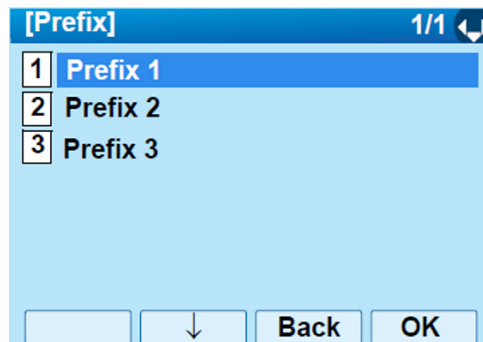 [Prefix] 1/1
1 Prefix 1
2 Prefix 2
3 Prefix 3
↓ Back OK